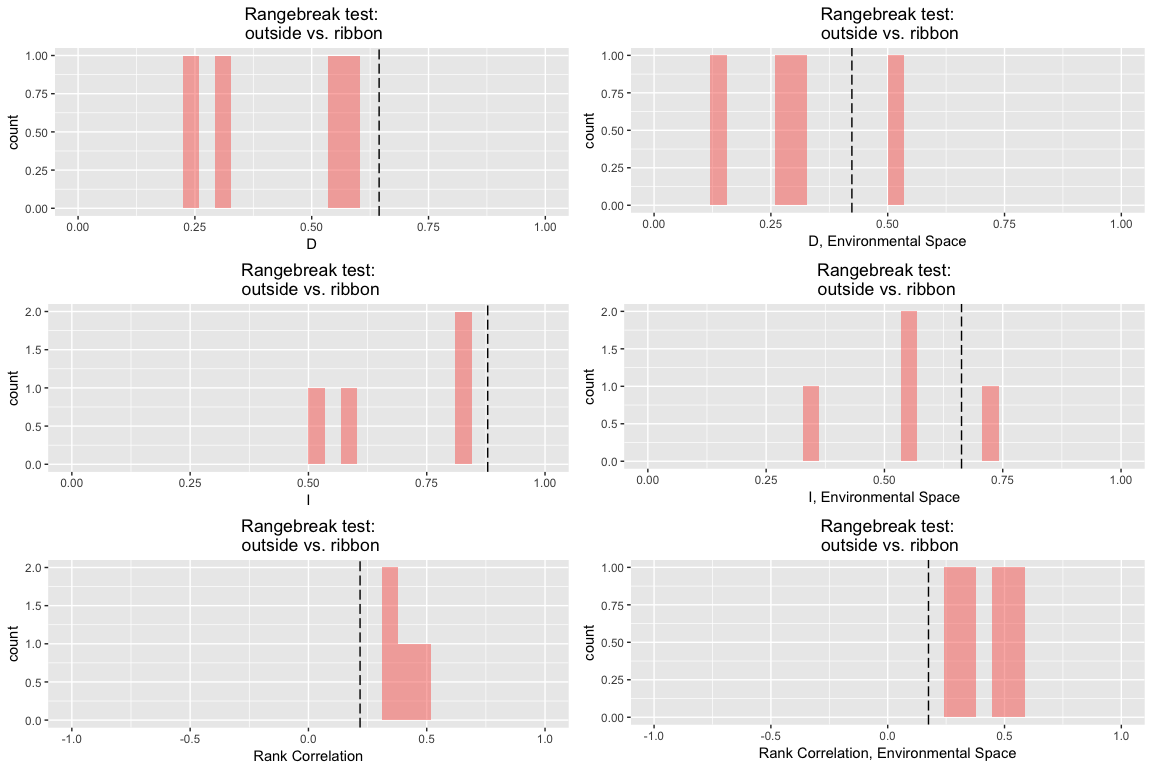 Rangebreak test:
outside vs. ribbon
1.00
0.75
0.50
0.25
0.00
count
0.00 0.25 0.50 0.75 1.00
D
Rangebreak test:
outside vs. ribbon
1.00
0.75
0.50
0.25
0.00
count
0.00 0.25 0.50 0.75 1.00
D, Environmental Space
Rangebreak test:
outside vs. ribbon
2.0
1.5
1.0
0.5
0.0
count
0.00 0.25 0.50 0.75 1.00
I
Rangebreak test:
outside vs. ribbon
2.0
1.5
1.0
0.5
0.0
count
0.00 0.25 0.50 0.75 1.00
I, Environmental Space
Rangebreak test:
outside vs. ribbon
2.0
1.5
1.0
0.5
0.0
count
-1.0 -0.5 0.0 0.5 1.0
Rank Correlation
Rangebreak test:
outside vs. ribbon
1.00
0.75
0.50
0.25
0.00
count
-1.0 -0.5 0.0 0.5 1.0
Rank Correlation, Environmental Space